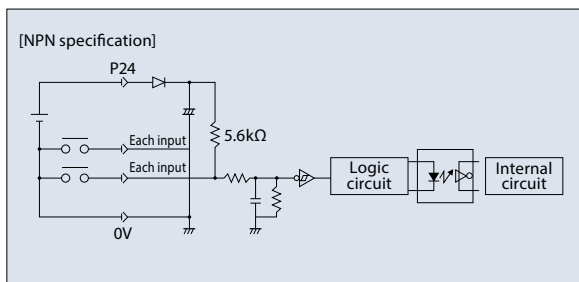 [NPN specification]
P24
Each input
5.6kΩ
Each input
Logic
circuit
Internal
circuit
0V